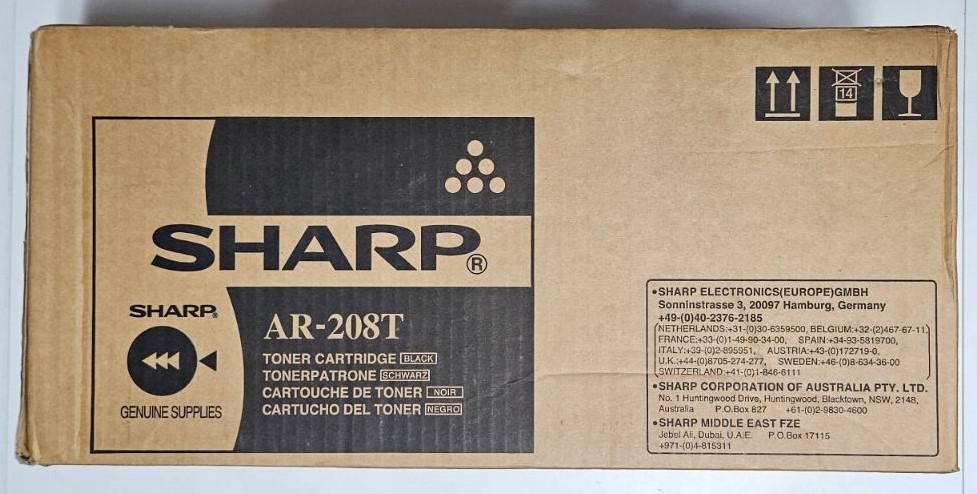 14
SHARP®
SHARP®
GENUINE SUPPLIES
AR-208T
TONER CARTRIDGE BLACK
TONERPATRONE SCHWARZ
CARTOUCHE DE TONER NOIR
CARTUCHO DEL TONER NEGRO
•SHARP ELECTRONICS(EUROPE)GMBH
Sonninstrasse 3, 20097 Hamburg, Germany
+49-(0)40-2376-2185
NETHERLANDS:+31-(0)30-6359500, BELGIUM:+32-(2)467-67-11,
FRANCE:+33-(0)1-49-90-34-00, SPAIN:+34-93-5819700,
ITALY:+39-(0)2-895951, AUSTRIA:+43-(0)172719-0,
U.K.:+44-(0)8705-274-277, SWEDEN:+46-(0)8-634-36-00
SWITZERLAND:+41-(0)1-846-6111
•SHARP CORPORATION OF AUSTRALIA PTY. LTD.
No. 1 Huntingwood Drive, Huntingwood, Blacktown, NSW, 2148,
Australia P.O.Box 827 +61-(0)2-9830-4600
•SHARP MIDDLE EAST FZE
Jebel Ali, Dubai, U.A.E. P.O.Box 17115
+971-(0)4-815311